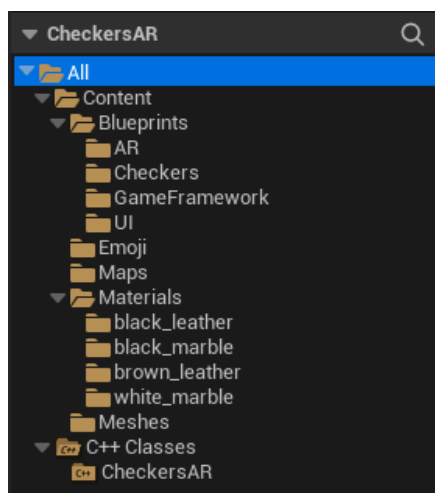 CheckersAR
All
Content
Blueprints
AR
Checkers
GameFramework
UI
Emoji
Maps
Materials
black_leather
black_marble
brown_leather
white_marble
Meshes
C++ C++ Classes
C++ CheckersAR